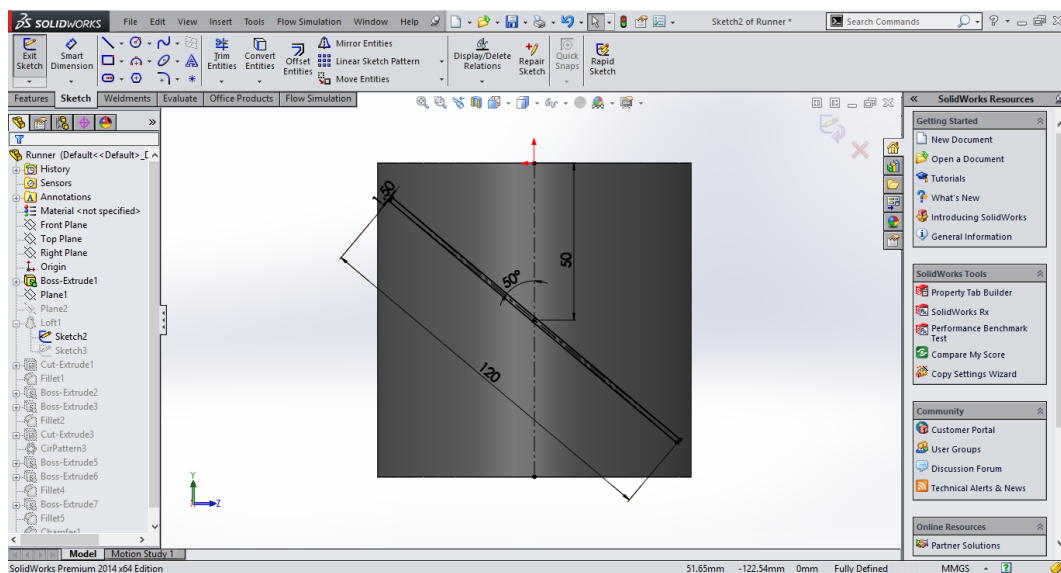 SOLIDWORKS File Edit View Insert Tools Flow Simulation Window Help Sketch2 of Runner * Search Commands
Exit Sketch Smart Dimension Trim Entities Convert Entities Offset Entities Mirror Entities Linear Sketch Pattern Move Entities Display/Delete Relations Repair Sketch Quick Snaps Rapid Sketch
Features Sketch Weldments Evaluate Office Products Flow Simulation
Runner (Default<<Default>_D
History
Sensors
Annotations
Material <not specified>
Front Plane
Top Plane
Right Plane
Origin
Boss-Extrude1
Plane1
Plane2
Loft1
Sketch2
Sketch3
Cut-Extrude1
Fillet1
Boss-Extrude2
Boss-Extrude3
Fillet2
Cut-Extrude3
CirPattern3
Boss-Extrude5
Boss-Extrude6
Fillet4
Boss-Extrude7
Fillet5
Chamfer1
1.50
50
50°
120
Y
Z
SolidWorks Resources
Getting Started
New Document
Open a Document
Tutorials
What's New
Introducing SolidWorks
General Information
SolidWorks Tools
Property Tab Builder
SolidWorks Rx
Performance Benchmark
Test
Compare My Score
Copy Settings Wizard
Community
Customer Portal
User Groups
Discussion Forum
Technical Alerts & News
Online Resources
Partner Solutions
Model Motion Study 1
SolidWorks Premium 2014 x64 Edition 51.65mm -122.54mm 0mm Fully Defined MMGS